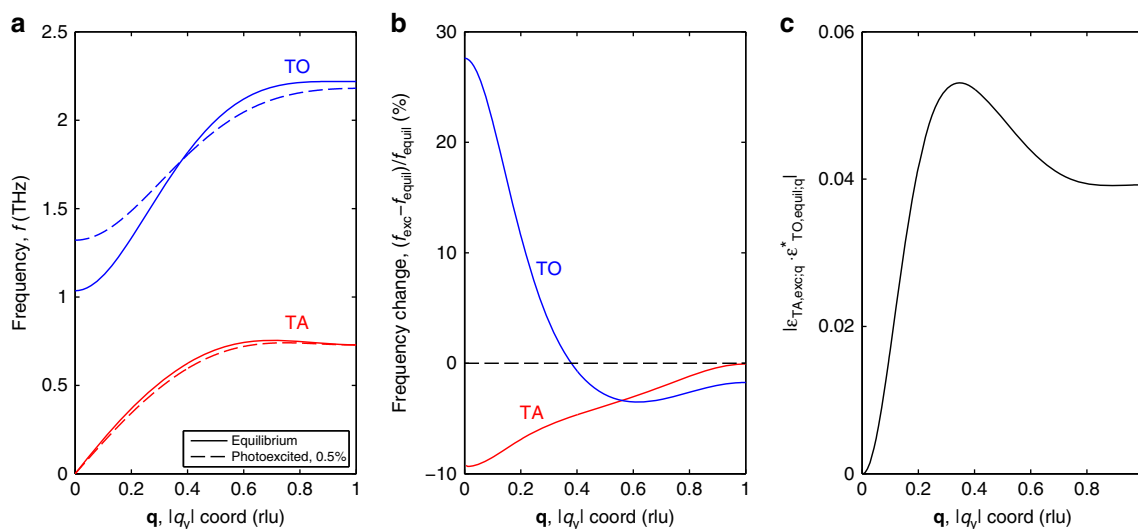 a
2.5
2
1.5
1
0.5
0
Frequency, f (THz)
TO
TA
Equilibrium
Photoexcited, 0.5%
0 0.2 0.4 0.6 0.8 1
q, |qy| coord (rlu)
b
30
20
10
0
−10
Frequency change, (fexc–fequil)/fequil (%)
TO
TA
0 0.2 0.4 0.6 0.8 1
q, |qy| coord (rlu)
c
0.06
0.04
0.02
0
|εTA,exc;q · ε*TO,equil;q|
0 0.2 0.4 0.6 0.8 1
q, |qy| coord (rlu)